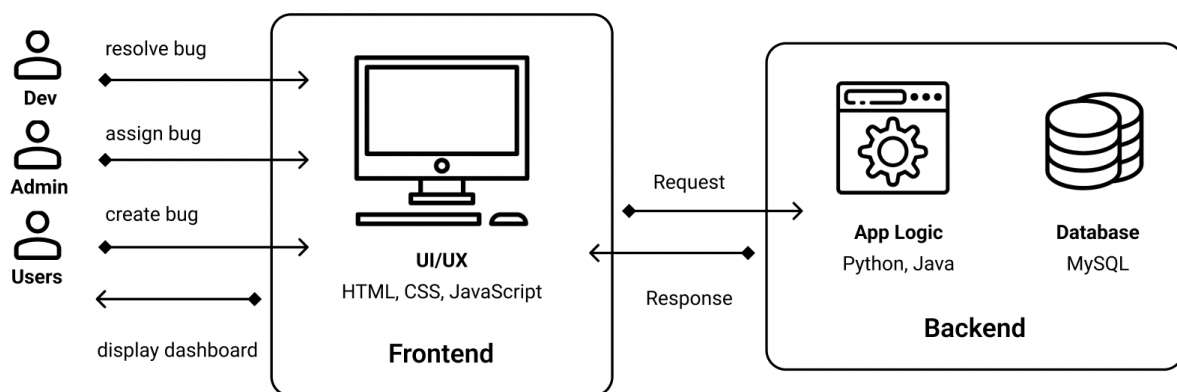 resolve bug
Dev
assign bug
Admin
create bug
Users
display dashboard
UI/UX
HTML, CSS, JavaScript
Frontend
Request
Response
App Logic
Python, Java
Database
MySQL
Backend